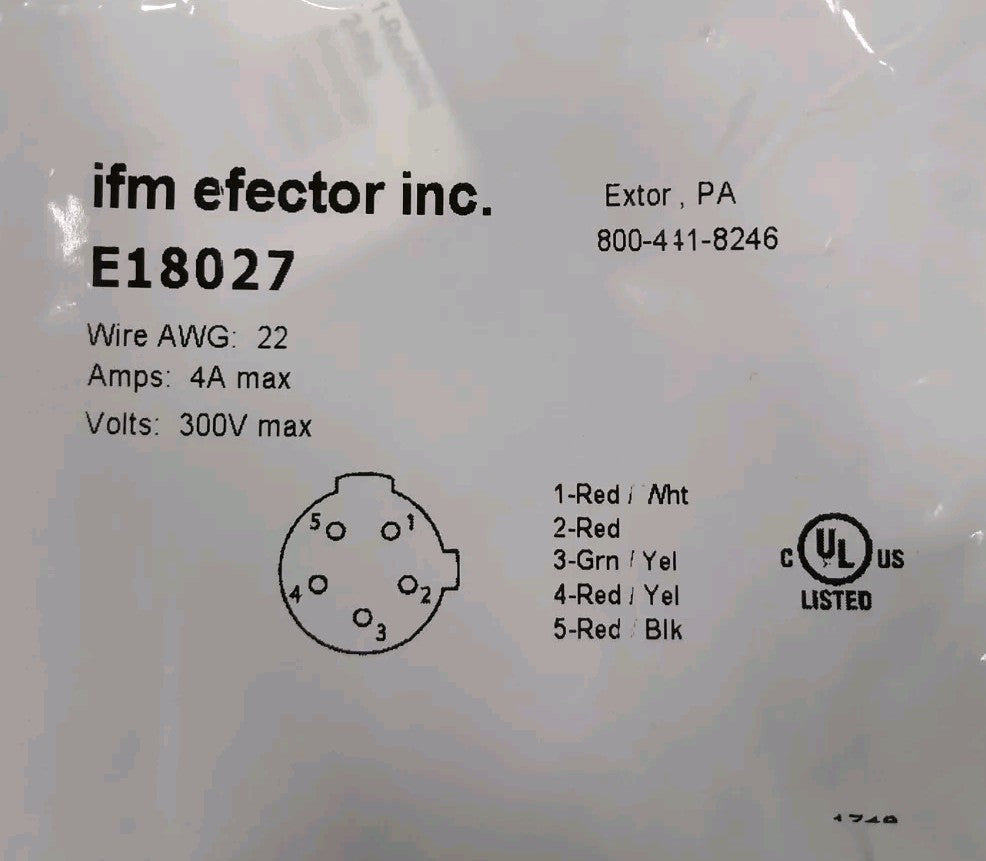 ifm efector inc.
Extor, PA
800-441-8246
E18027
Wire AWG: 22
Amps: 4A max
Volts: 300V max
5 1
4 2
3
1-Red / Wht
2-Red
3-Grn / Yel
4-Red / Yel
5-Red / Blk
C UL US
LISTED